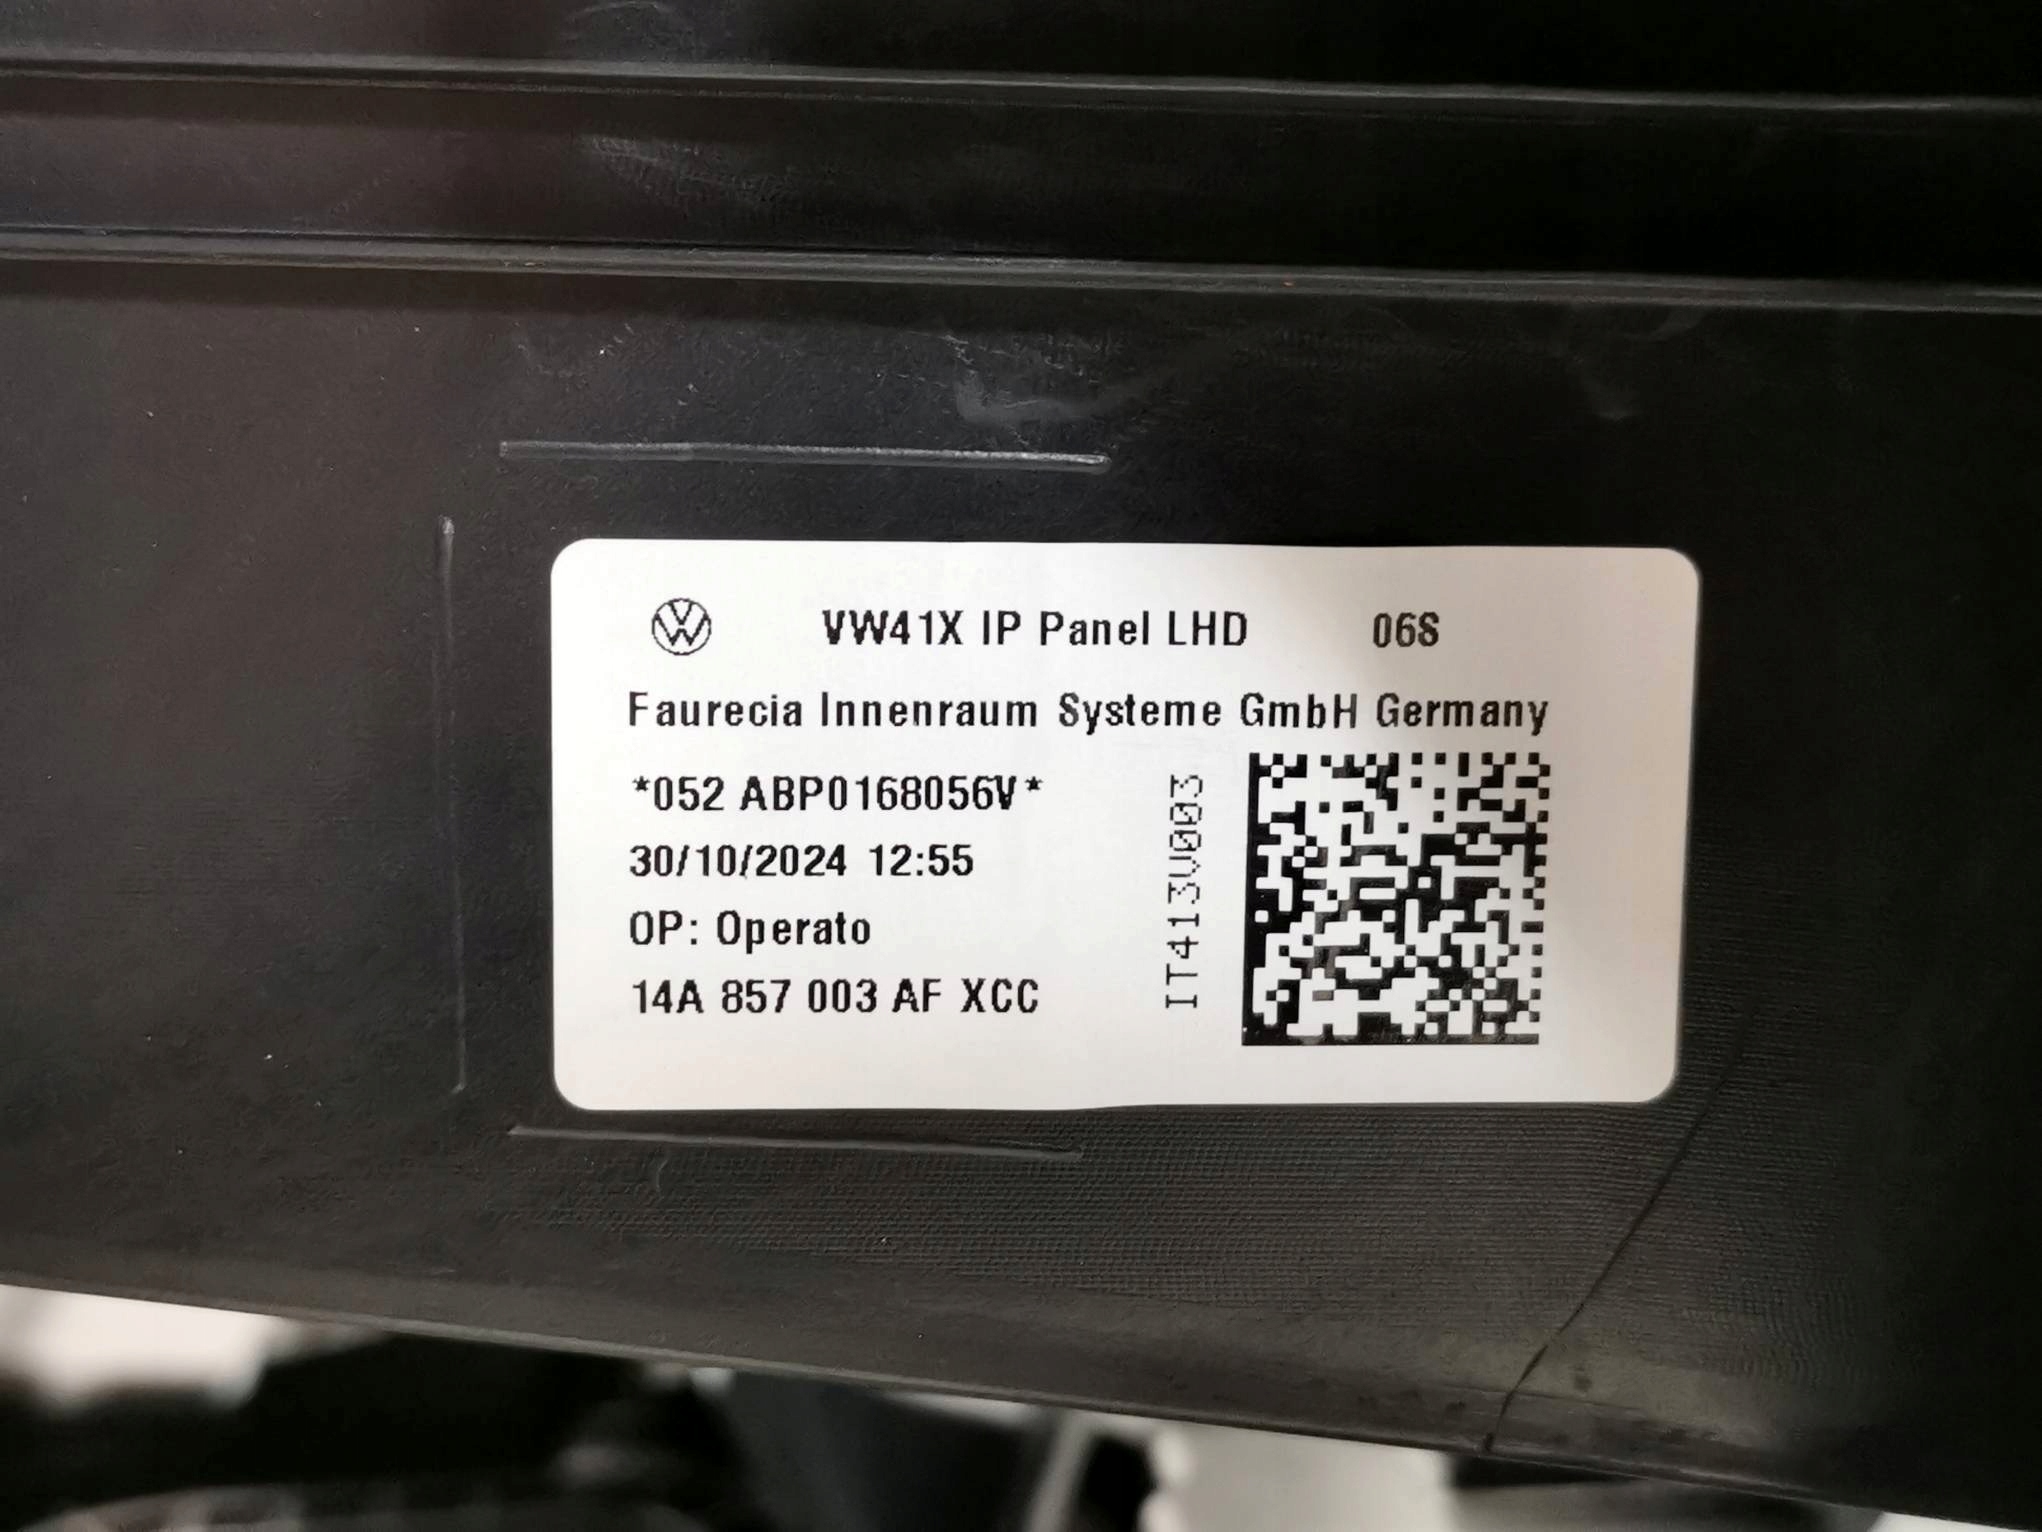 VW41X IP Panel LHD 06S
Faurecia Innenraum Systeme GmbH Germany
*052 ABP0168056V*
30/10/2024 12:55
OP: Operato
14A 857 003 AF XCC
IT413V003